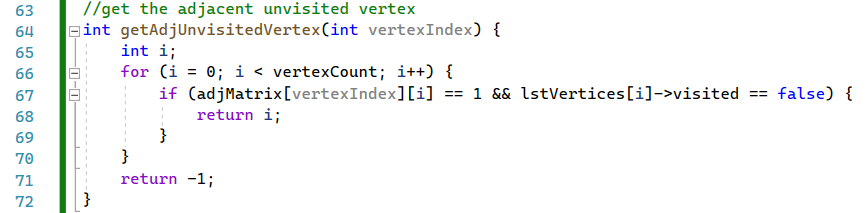 63 //get the adjacent unvisited vertex
64 int getAdjUnvisitedVertex(int vertexIndex) {
65 int i;
66 for (i = 0; i < vertexCount; i++) {
67 if (adjMatrix[vertexIndex][i] == 1 && lstVertices[i]->visited == false) {
68 return i;
69 }
70 }
71 return -1;
72 }